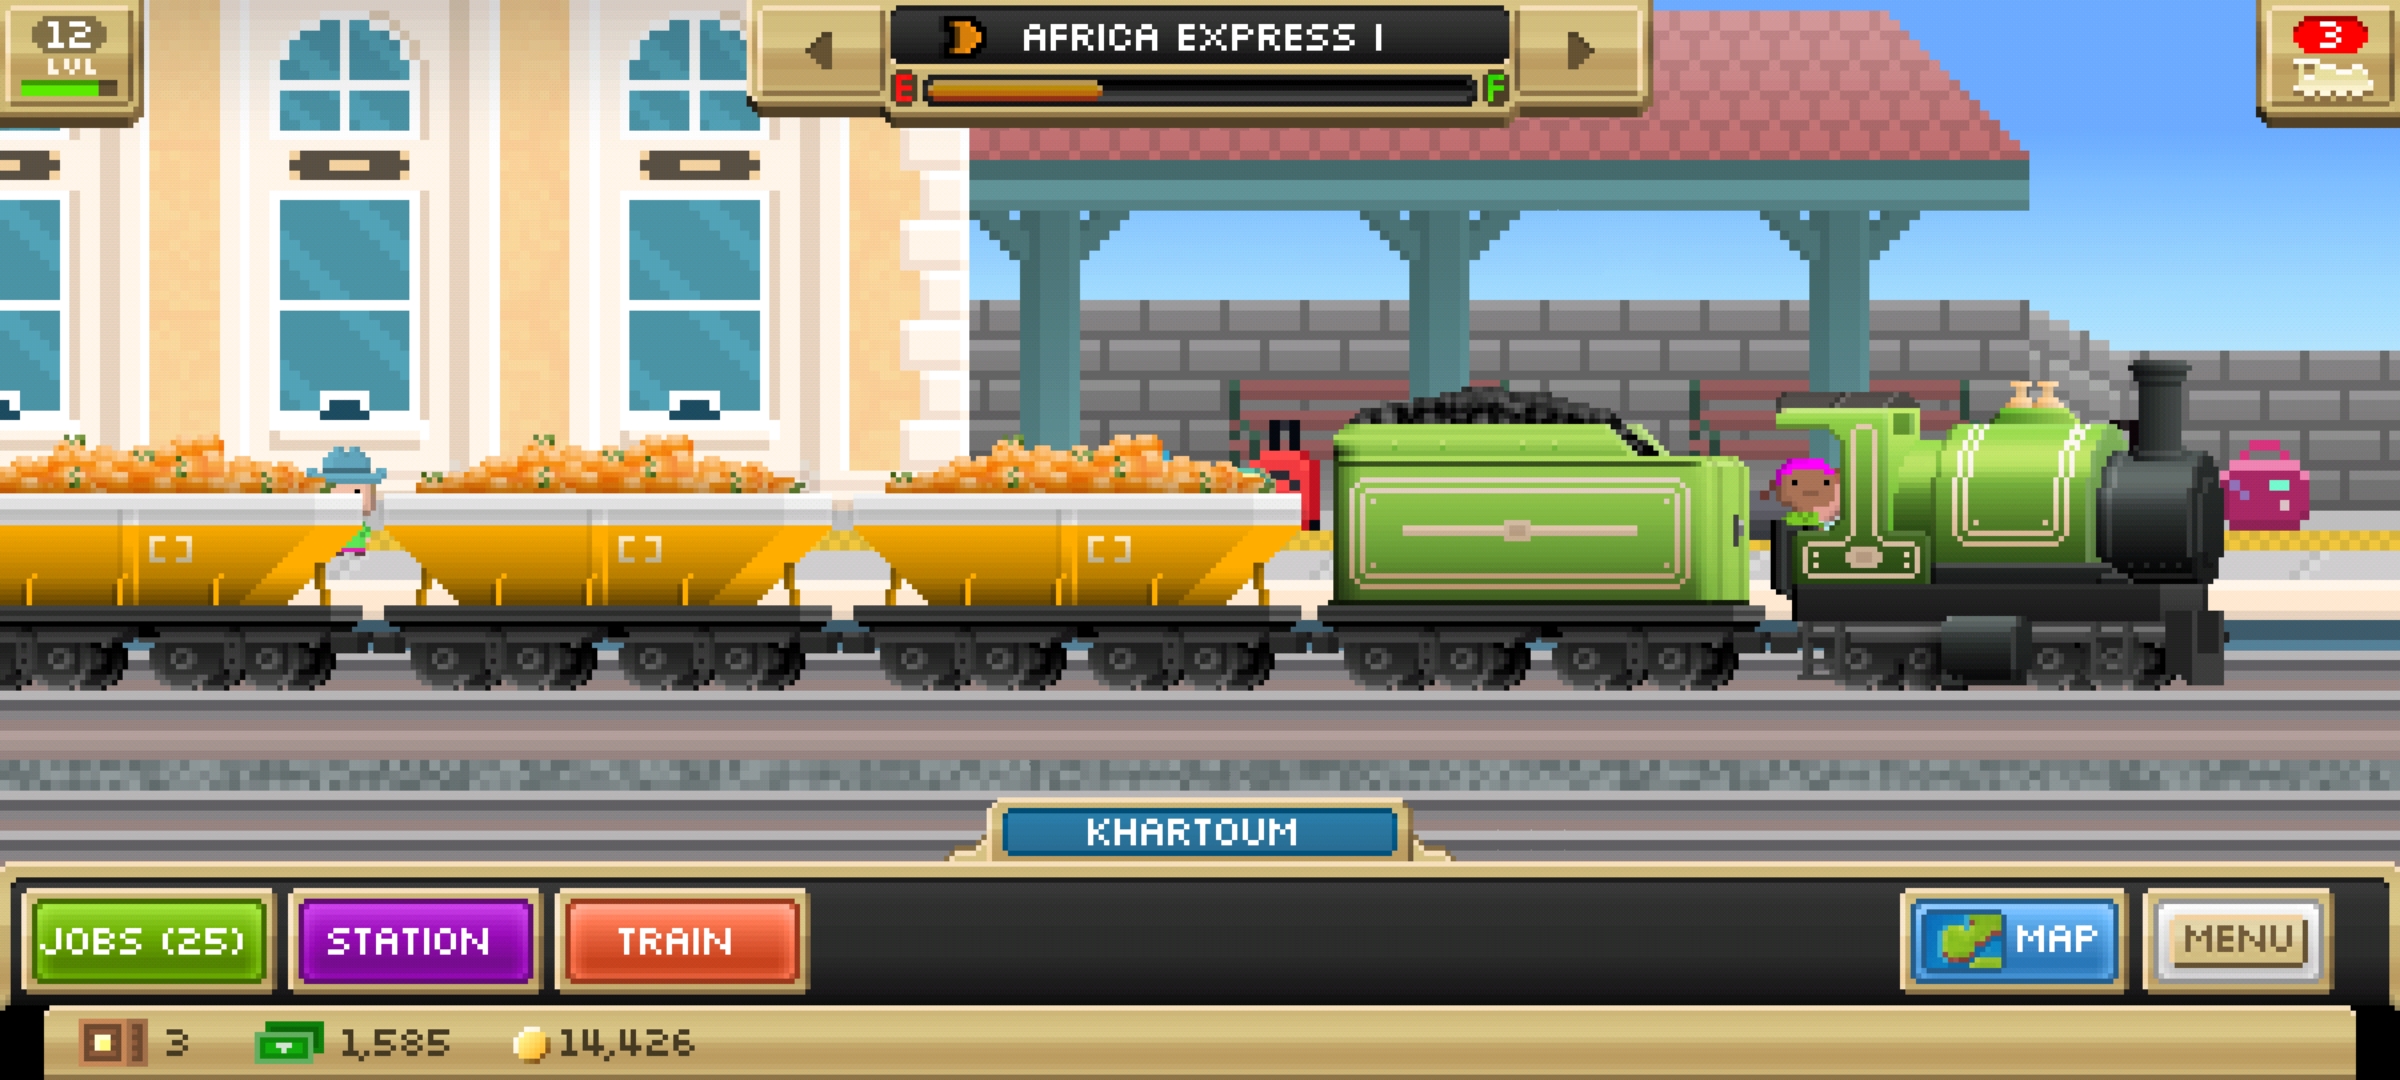 12
LVL
AFRICA EXPRESS I
E
F
3
KHARTOUM
JOBS (25)
STATION
TRAIN
MAP
MENU
3
1,585
14,426